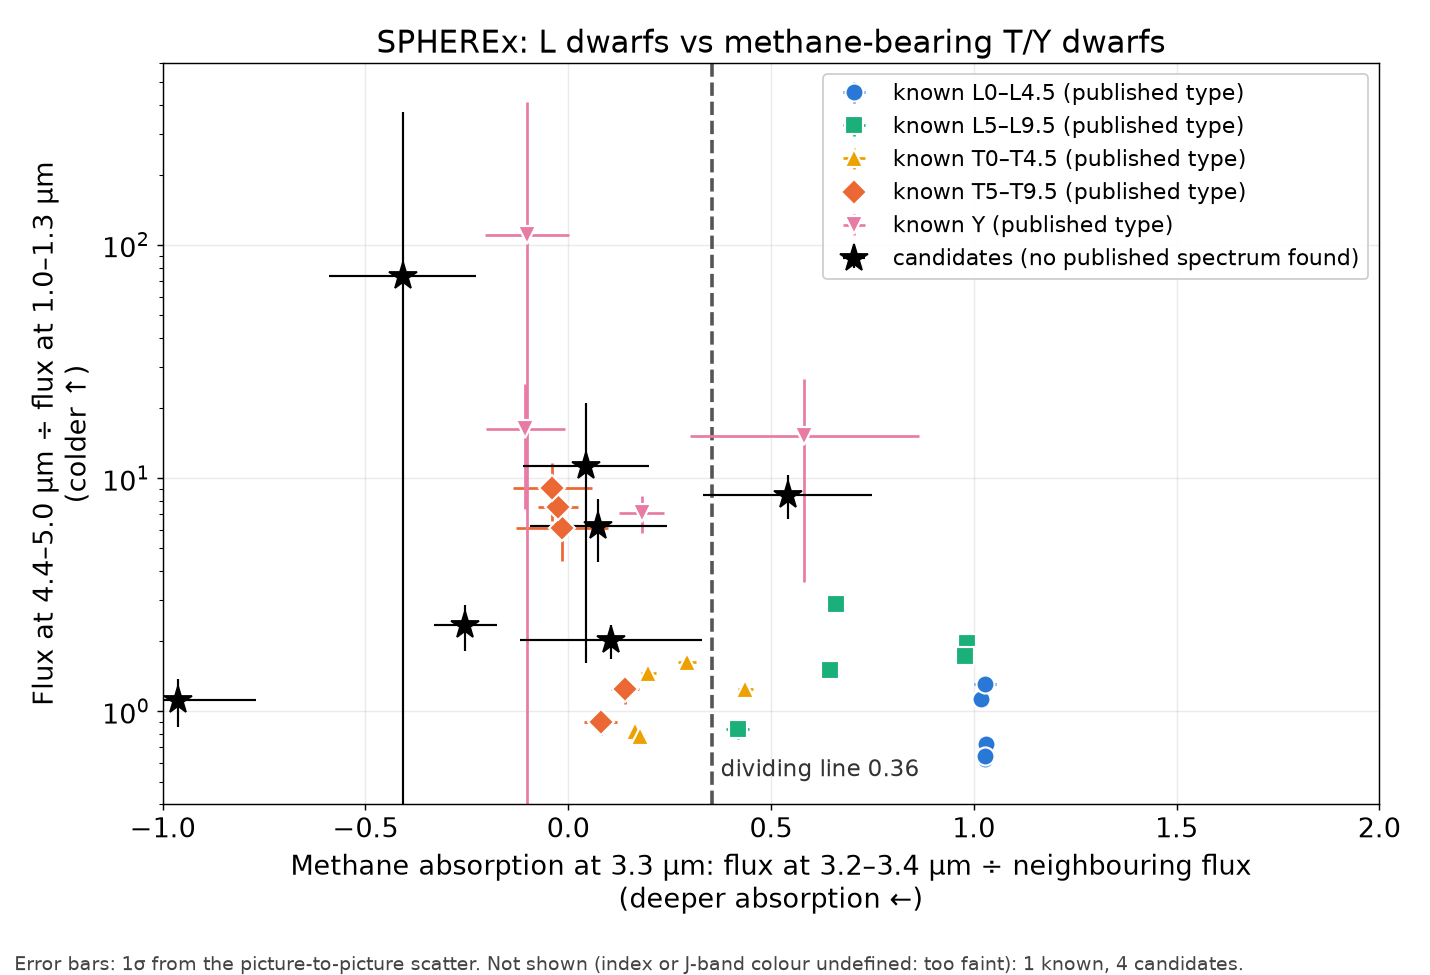 SPHEREx: L dwarfs vs methane-bearing T/Y dwarfs
Flux at 4.4–5.0 µm ÷ flux at 1.0–1.3 µm
(colder ↑)
10²
10¹
10⁰
known L0–L4.5 (published type)
known L5–L9.5 (published type)
known T0–T4.5 (published type)
known T5–T9.5 (published type)
known Y (published type)
candidates (no published spectrum found)
dividing line 0.36
−1.0 −0.5 0.0 0.5 1.0 1.5 2.0
Methane absorption at 3.3 µm: flux at 3.2–3.4 µm ÷ neighbouring flux
(deeper absorption ←)
Error bars: 1σ from the picture-to-picture scatter. Not shown (index or J-band colour undefined: too faint): 1 known, 4 candidates.